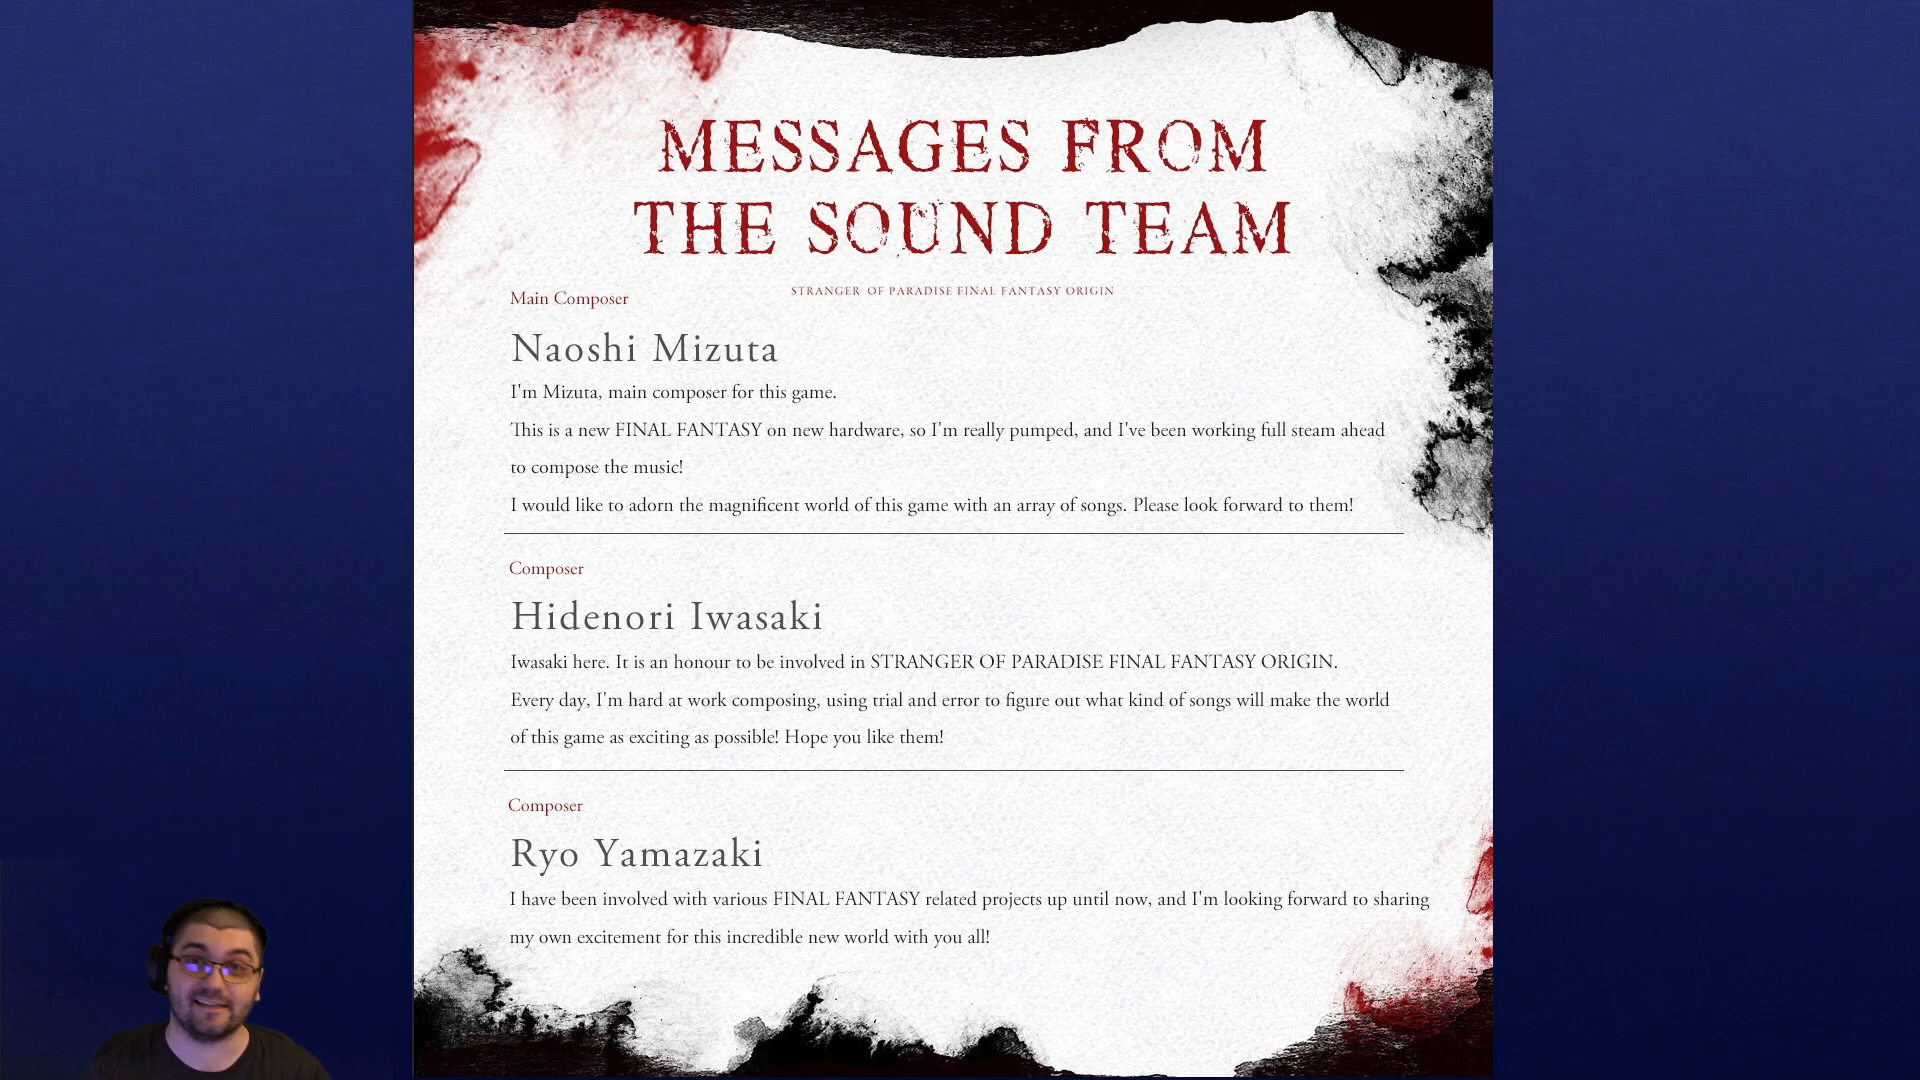 MESSAGES FROM
THE SOUND TEAM
STRANGER OF PARADISE FINAL FANTASY ORIGIN
Main Composer
Naoshi Mizuta
I'm Mizuta, main composer for this game.
This is a new FINAL FANTASY on new hardware, so I'm really pumped, and I've been working full steam ahead
to compose the music!
I would like to adorn the magnificent world of this game with an array of songs. Please look forward to them!
Composer
Hidenori Iwasaki
Iwasaki here. It is an honour to be involved in STRANGER OF PARADISE FINAL FANTASY ORIGIN.
Every day, I'm hard at work composing, using trial and error to figure out what kind of songs will make the world
of this game as exciting as possible! Hope you like them!
Composer
Ryo Yamazaki
I have been involved with various FINAL FANTASY related projects up until now, and I'm looking forward to sharing
my own excitement for this incredible new world with you all!